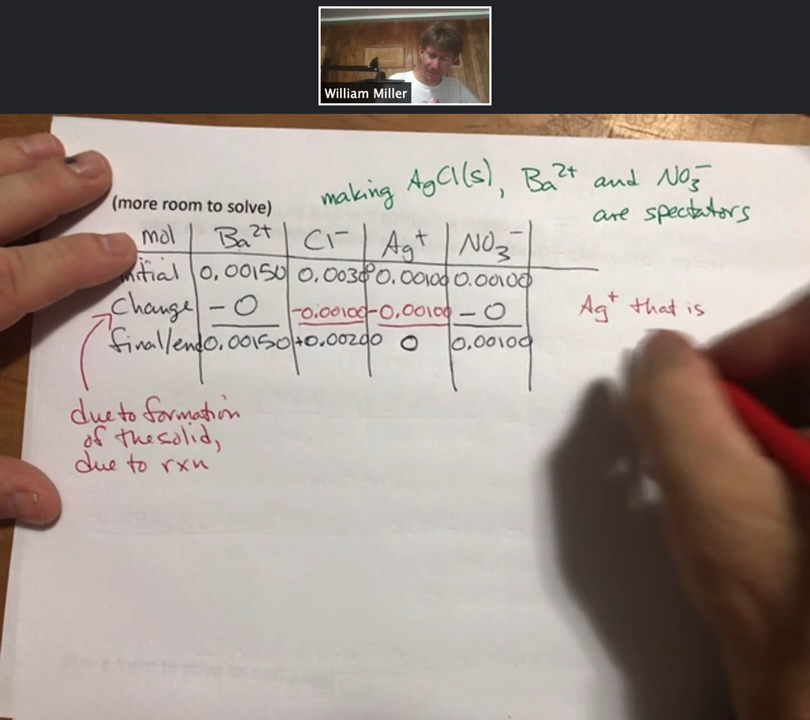 William Miller
making AgCl(s), Ba²⁺ and NO₃⁻
are spectators
(more room to solve)
mol Ba²⁺ Cl⁻ Ag⁺ NO₃⁻
initial 0.00150 0.00300 0.00100 0.00100
Change - 0 -0.00100 -0.00100 - 0
final/end 0.00150 +0.00200 0 0.00100
Ag⁺ that is
due to formation
of the solid,
due to rxn